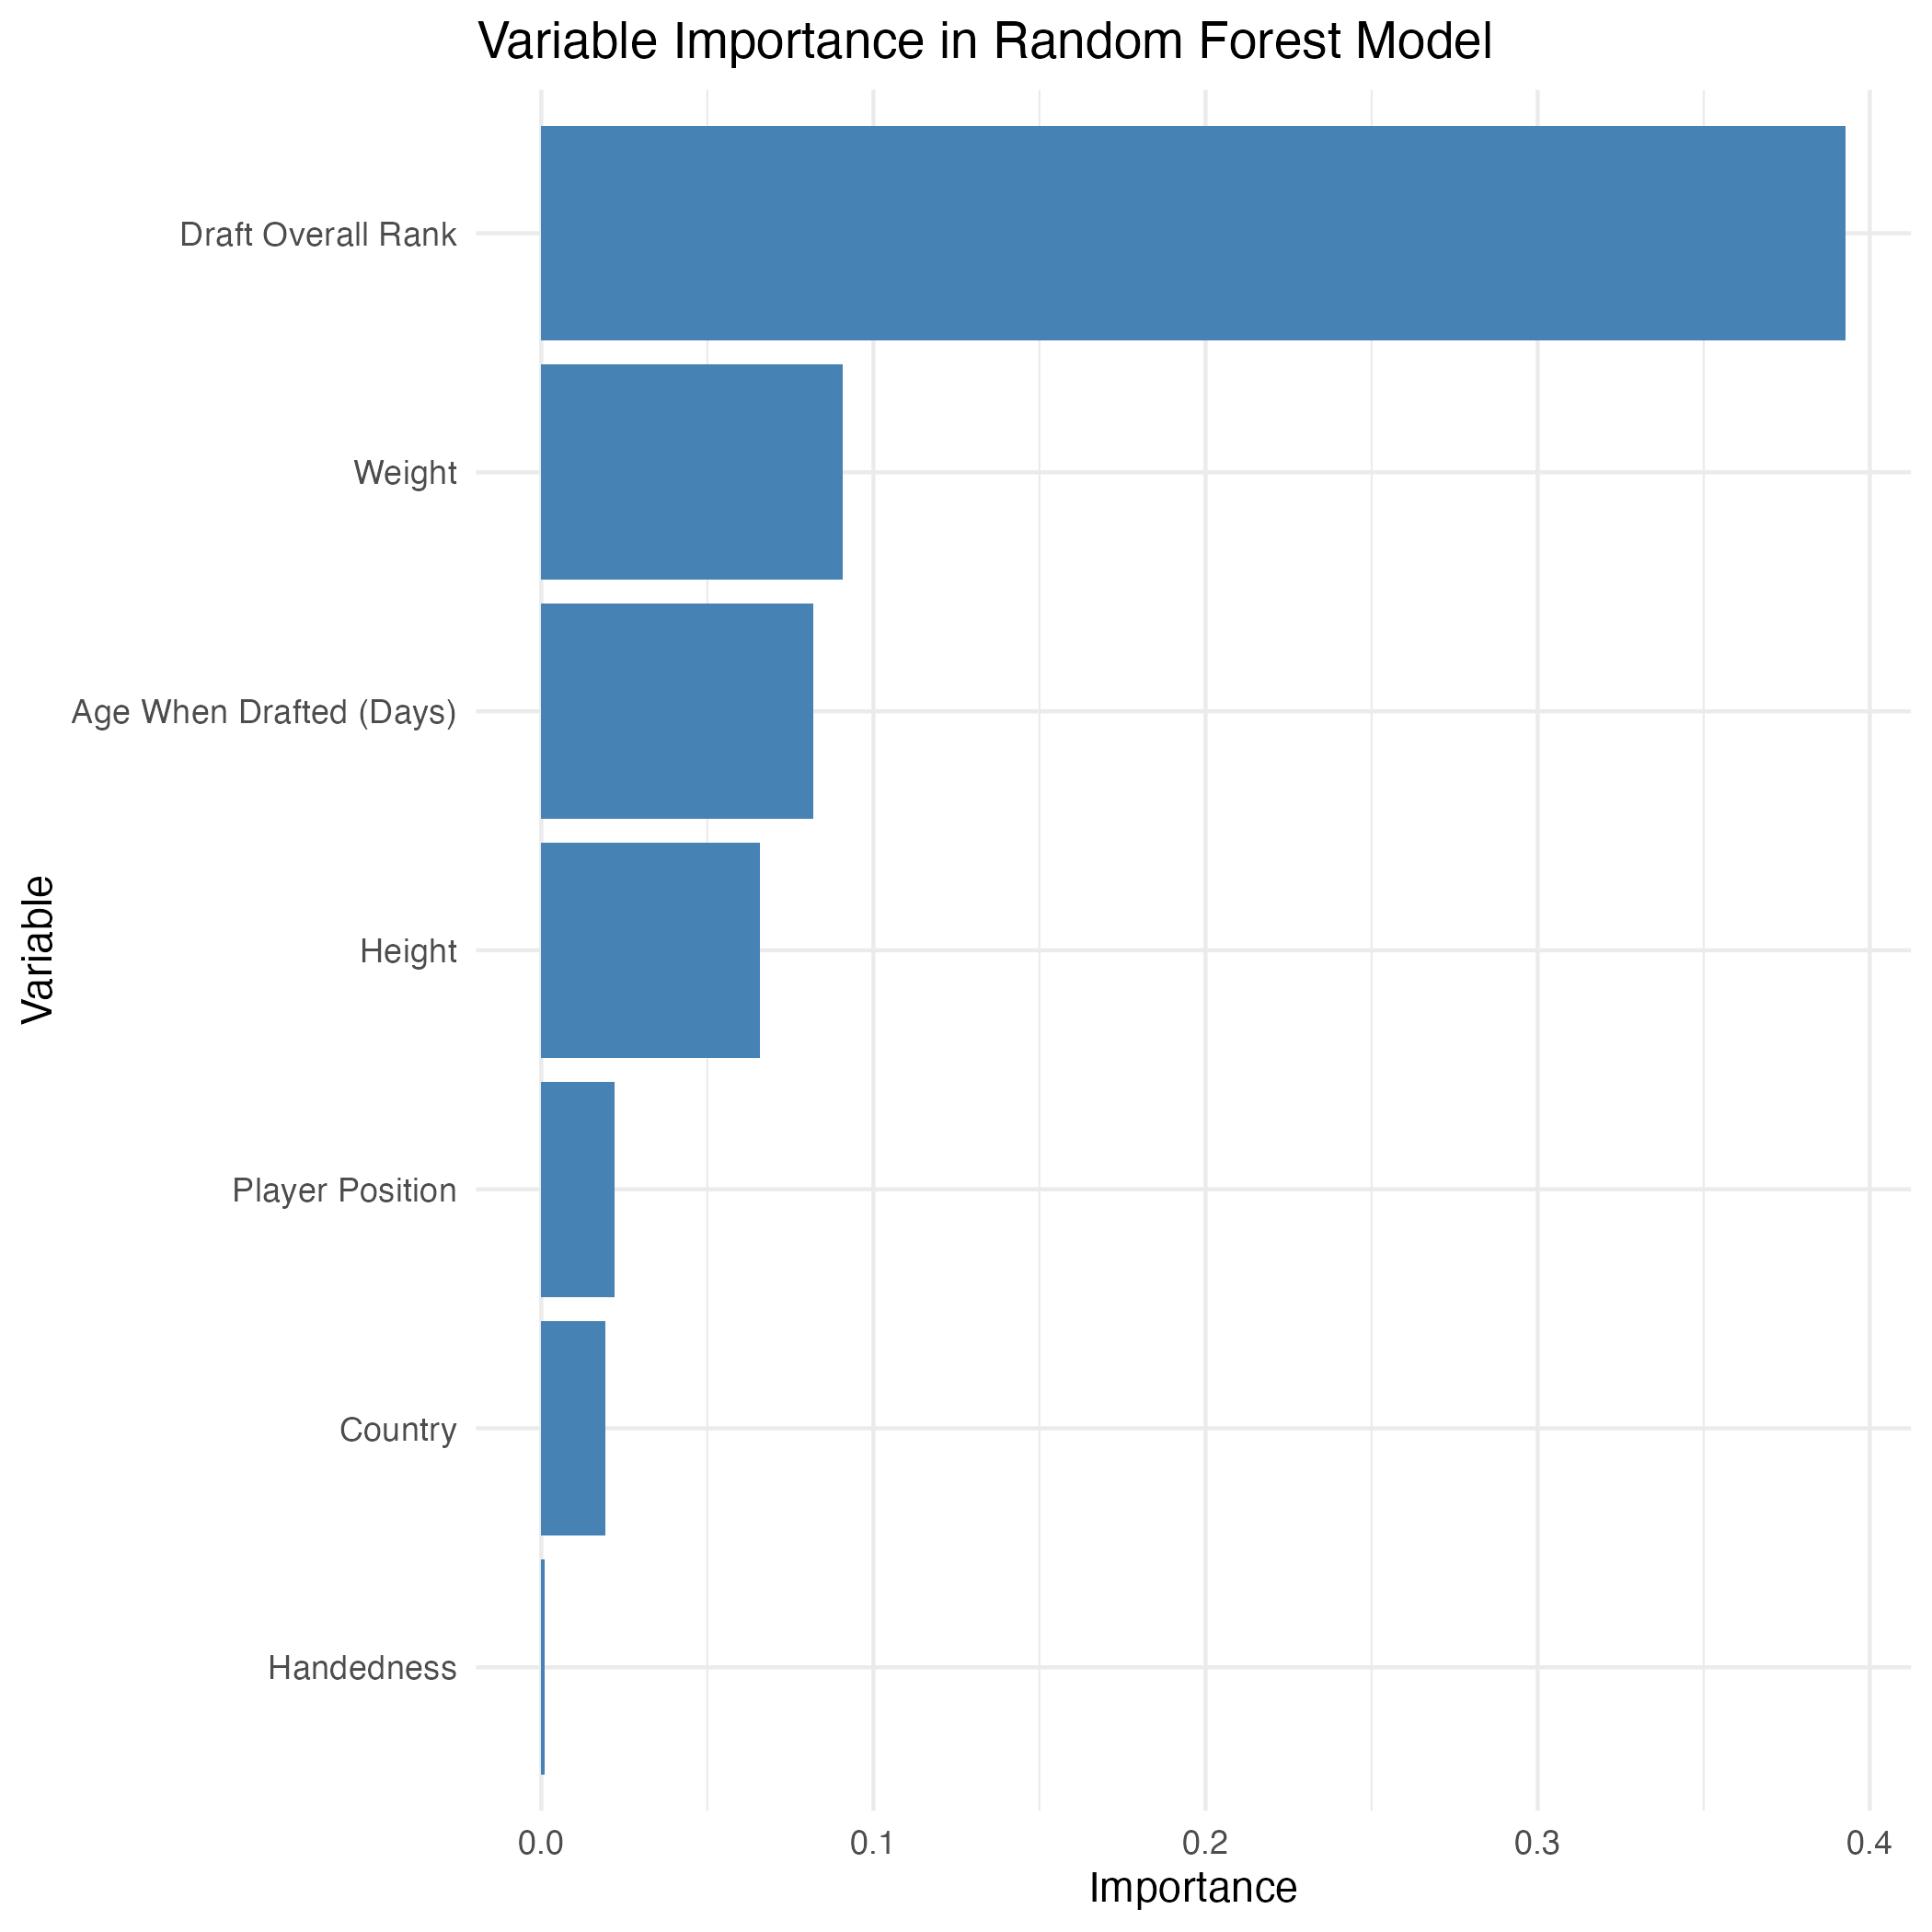 Variable Importance in Random Forest Model
Draft Overall Rank
Weight
Age When Drafted (Days)
Height
Player Position
Country
Handedness
Variable
0.0 0.1 0.2 0.3 0.4
Importance